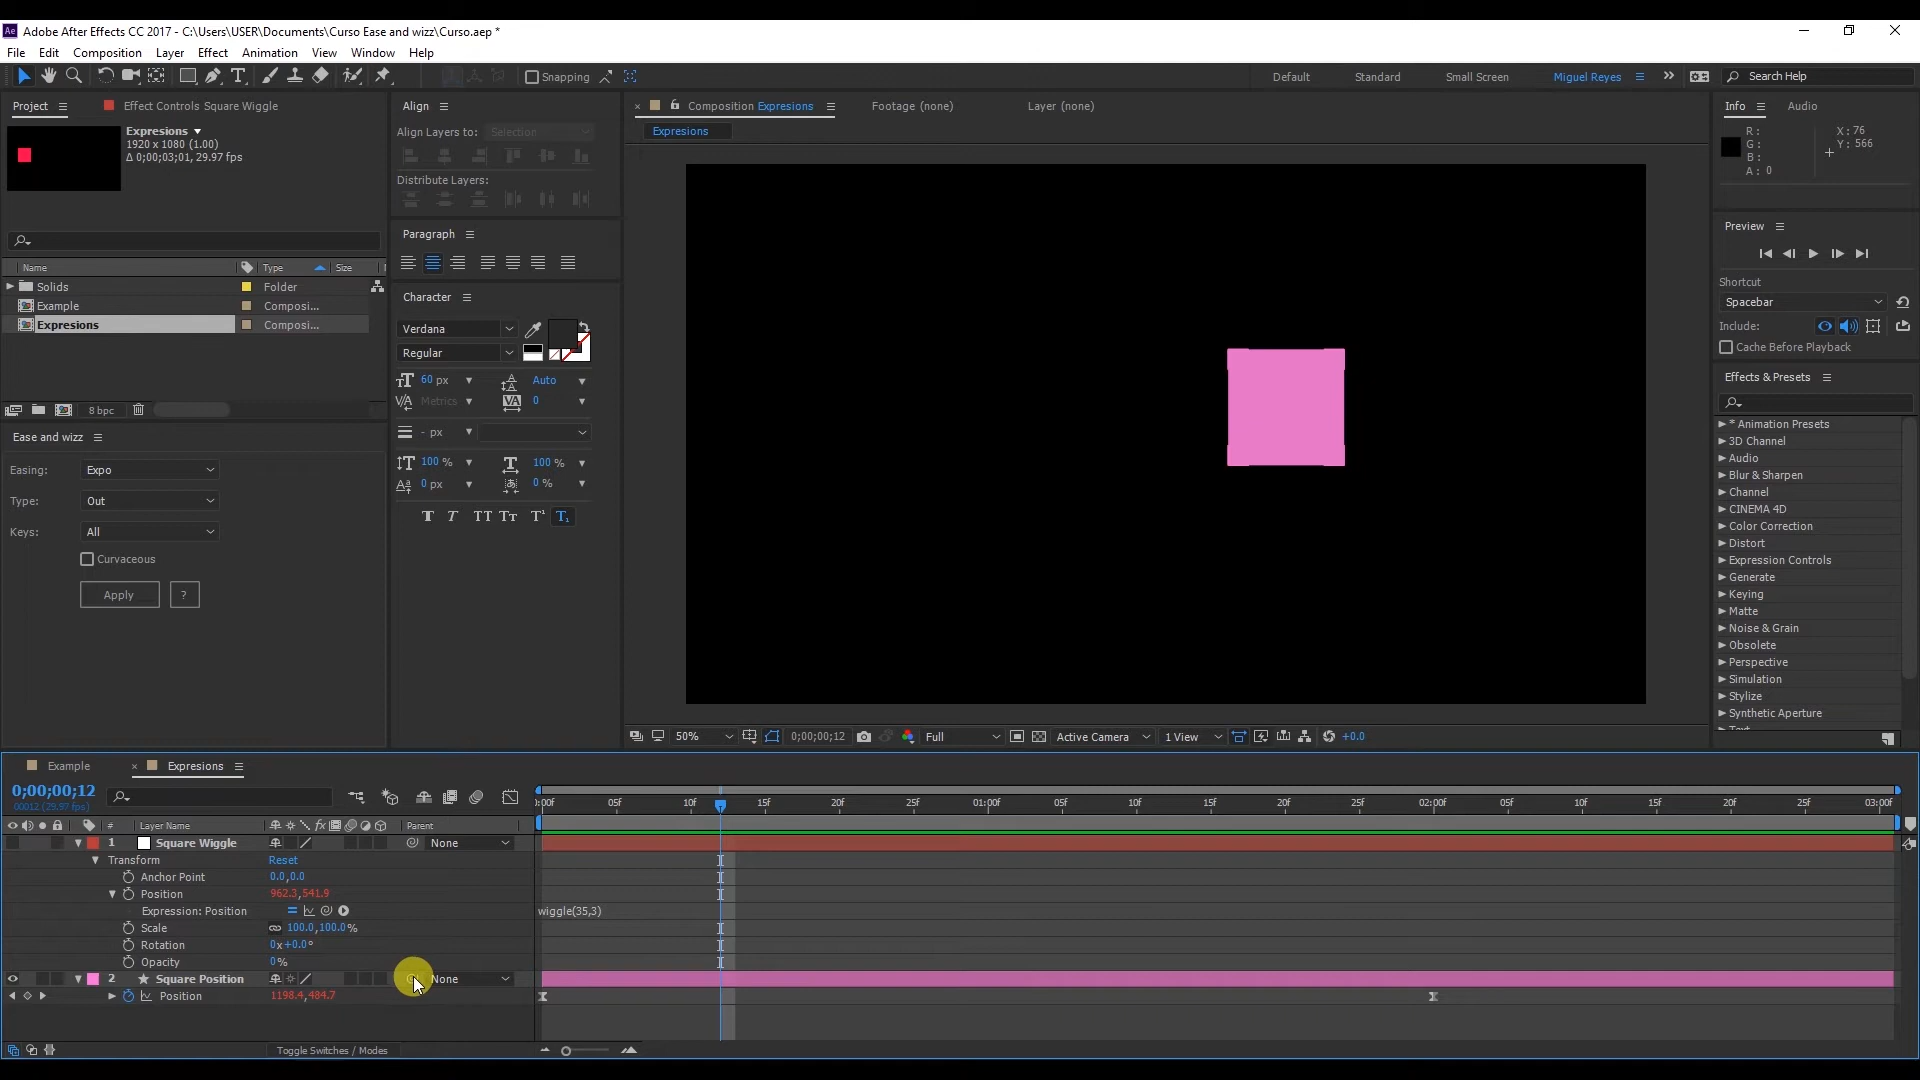 Adobe After Effects CC 2017 - C:\Users\USER\Documents\Curso Ease and wizz\Curso.aep *
File Edit Composition Layer Effect Animation View Window Help
Snapping Default Standard Small Screen Miguel Reyes Search Help
Project Effect Controls Square Wiggle
Expresions
1920 x 1080 (1.00)
Δ 0;00;03;01, 29.97 fps
Name Type Size
Solids Folder
Example Composi...
Expresions Composi...
8 bpc
Ease and wizz
Easing: Expo
Type: Out
Keys: All
Curvaceous
Apply ?
Align
Align Layers to: Selection
Distribute Layers:
Paragraph
Character
Verdana
Regular
60 px Auto
Metrics 0
- px
100 % 100 %
0 px 0 %
T T TT Tt T¹ T₁
Composition Expresions Footage (none) Layer (none)
Expresions
50% 0;00;00;12 Full Active Camera 1 View +0.0
Info Audio
R: X: 76
G: Y: 566
B:
A: 0
Preview
Shortcut
Spacebar
Include:
Cache Before Playback
Effects & Presets
* Animation Presets
3D Channel
Audio
Blur & Sharpen
Channel
CINEMA 4D
Color Correction
Distort
Expression Controls
Generate
Keying
Matte
Noise & Grain
Obsolete
Perspective
Simulation
Stylize
Synthetic Aperture
Example Expresions
0;00;00;12
00012 (29.97 fps)
:00f 05f 10f 15f 20f 25f 01:00f 05f 10f 15f 20f 25f 02:00f 05f 10f 15f 20f 25f 03:00f
# Layer Name fx Parent
1 Square Wiggle None
Transform Reset
Anchor Point 0.0,0.0
Position 962.3,541.9
Expression: Position wiggle(35,3)
Scale 100.0,100.0%
Rotation 0x+0.0°
Opacity 0%
2 Square Position None
Position 1198.4,484.7
Toggle Switches / Modes